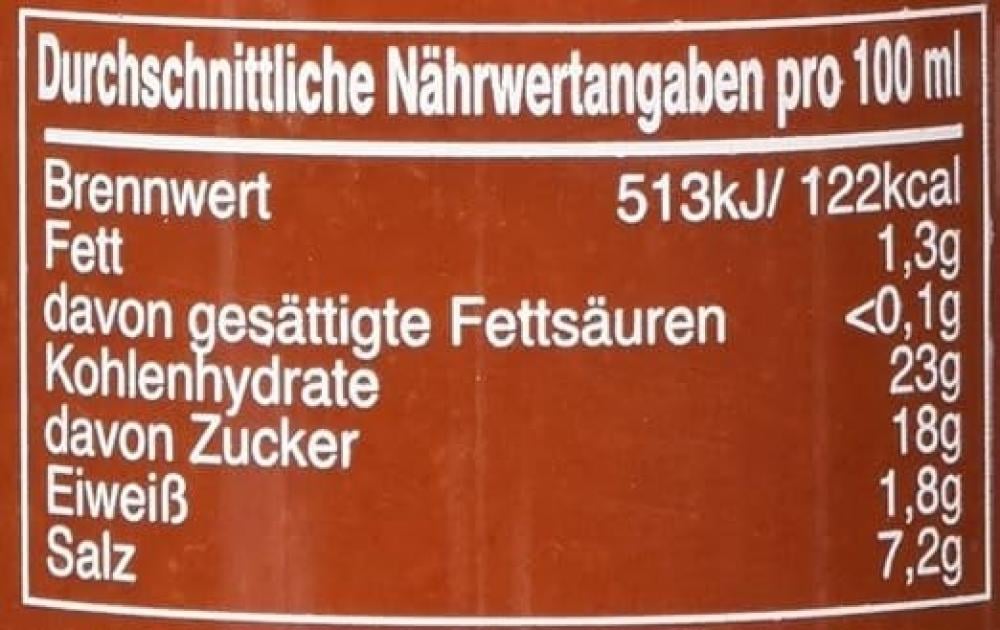 Durchschnittliche Nährwertangaben pro 100 ml
Brennwert 513kJ/ 122kcal
Fett 1,3g
davon gesättigte Fettsäuren <0,1g
Kohlenhydrate 23g
davon Zucker 18g
Eiweiß 1,8g
Salz 7,2g